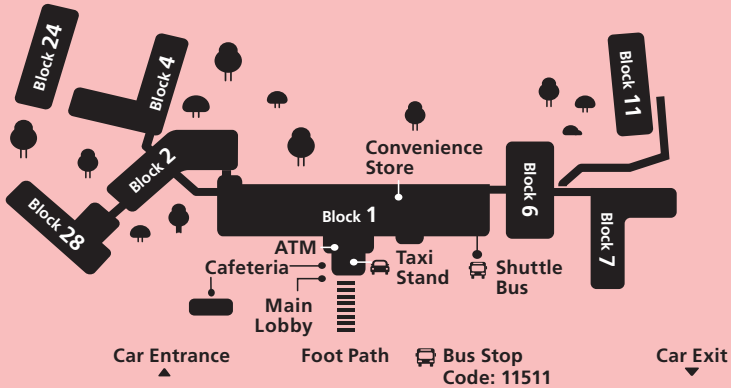 Block 24
Block 4
Block 11
Convenience
Store
Block 2
Block 6
Block 1
Block 28
Block 7
ATM
Cafeteria
Taxi
Stand
Shuttle
Bus
Main
Lobby
Car Entrance
Foot Path
Bus Stop
Code: 11511
Car Exit